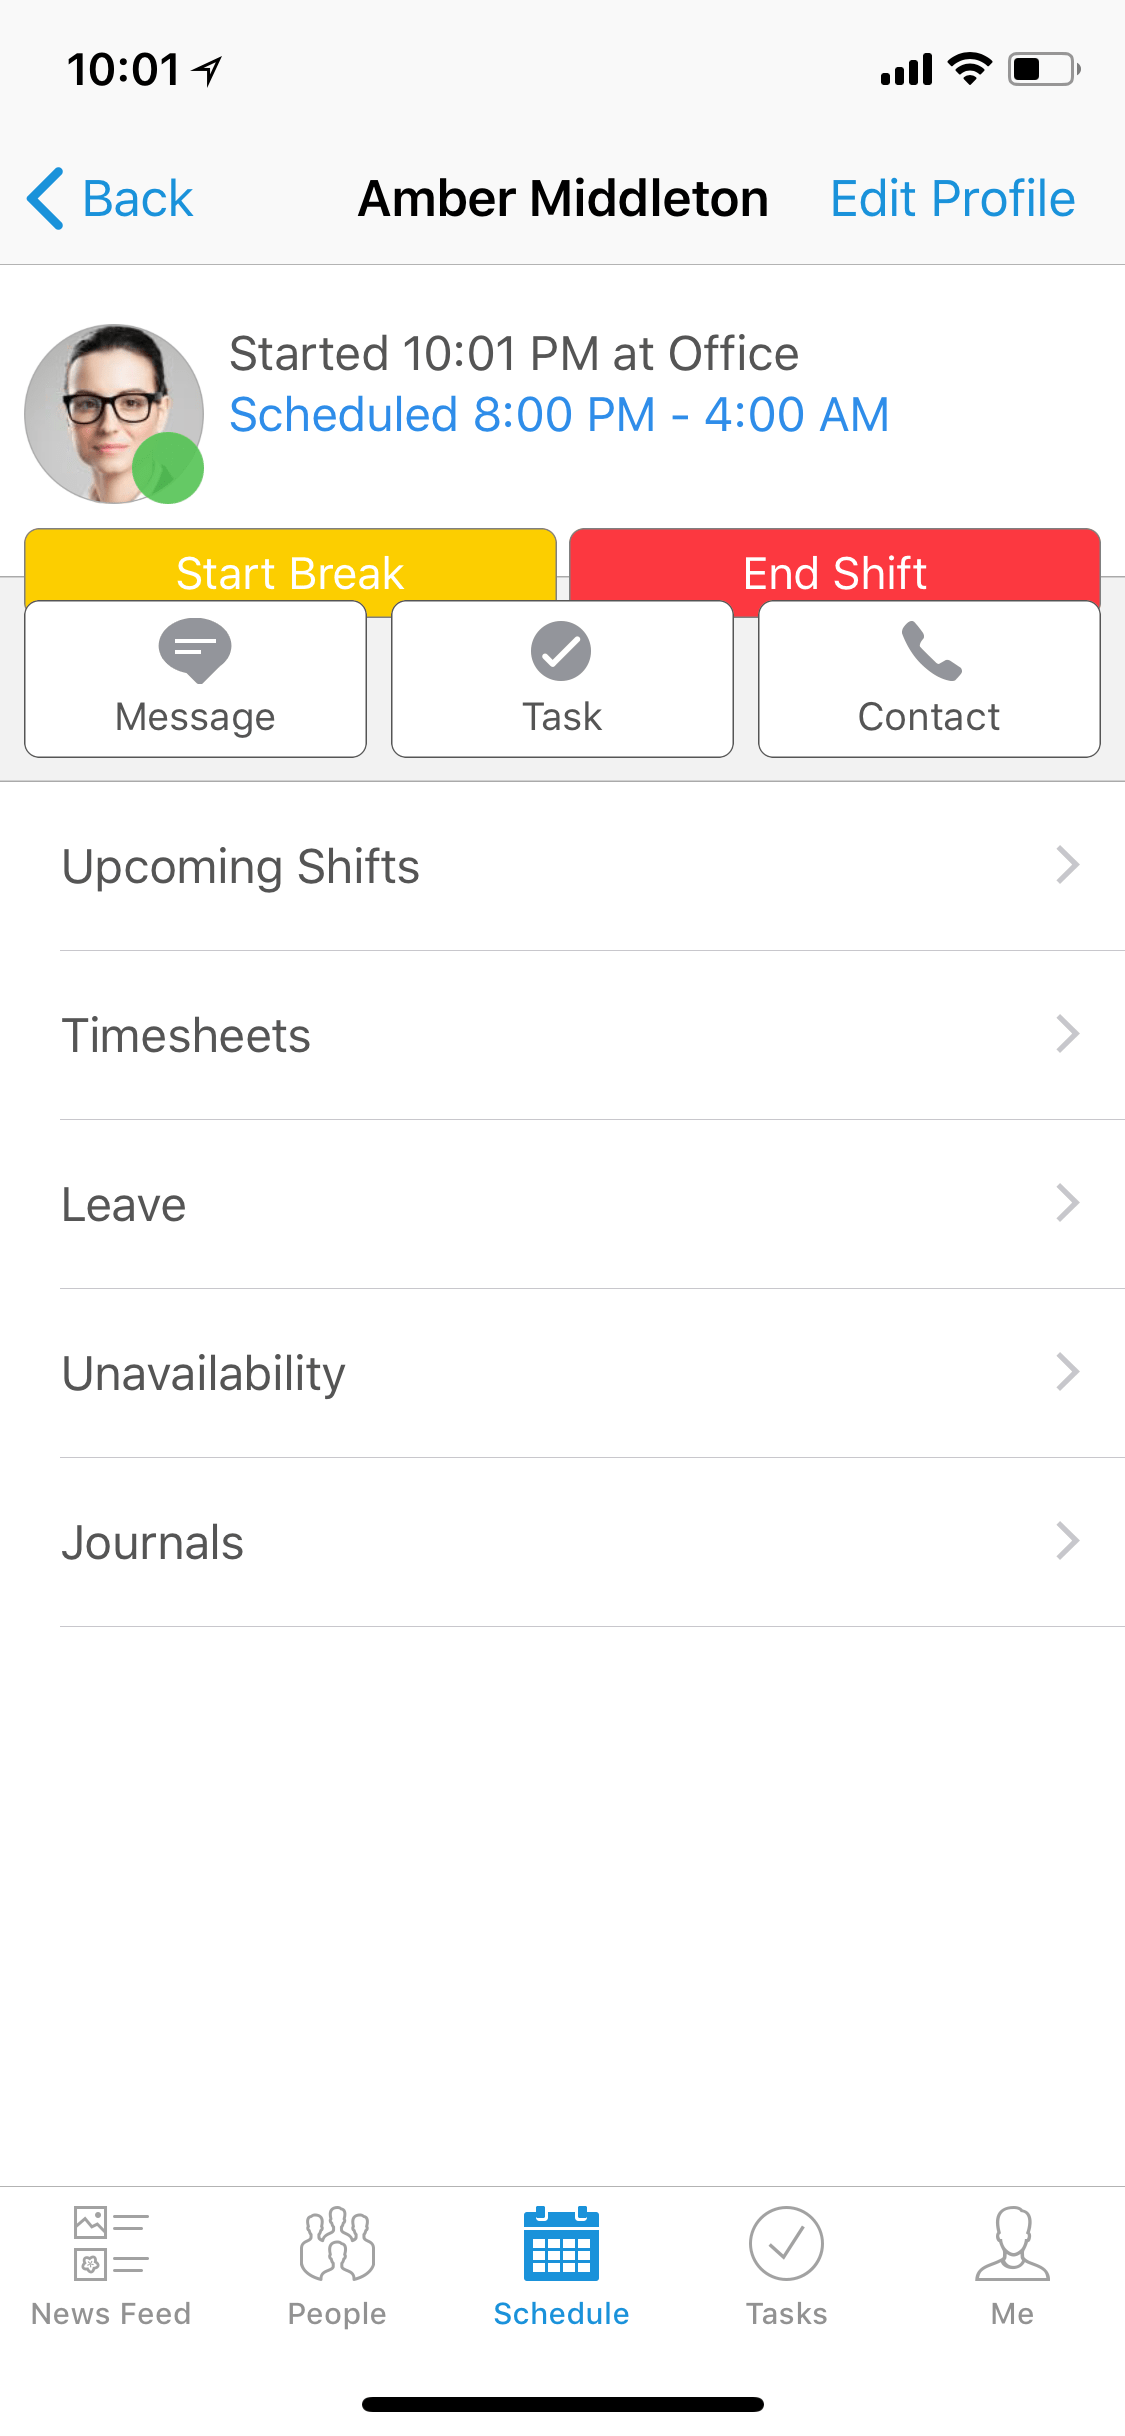 10:01
Back Amber Middleton Edit Profile
Started 10:01 PM at Office
Scheduled 8:00 PM - 4:00 AM
Start Break End Shift
Message Task Contact
Upcoming Shifts
Timesheets
Leave
Unavailability
Journals
News Feed People Schedule Tasks Me